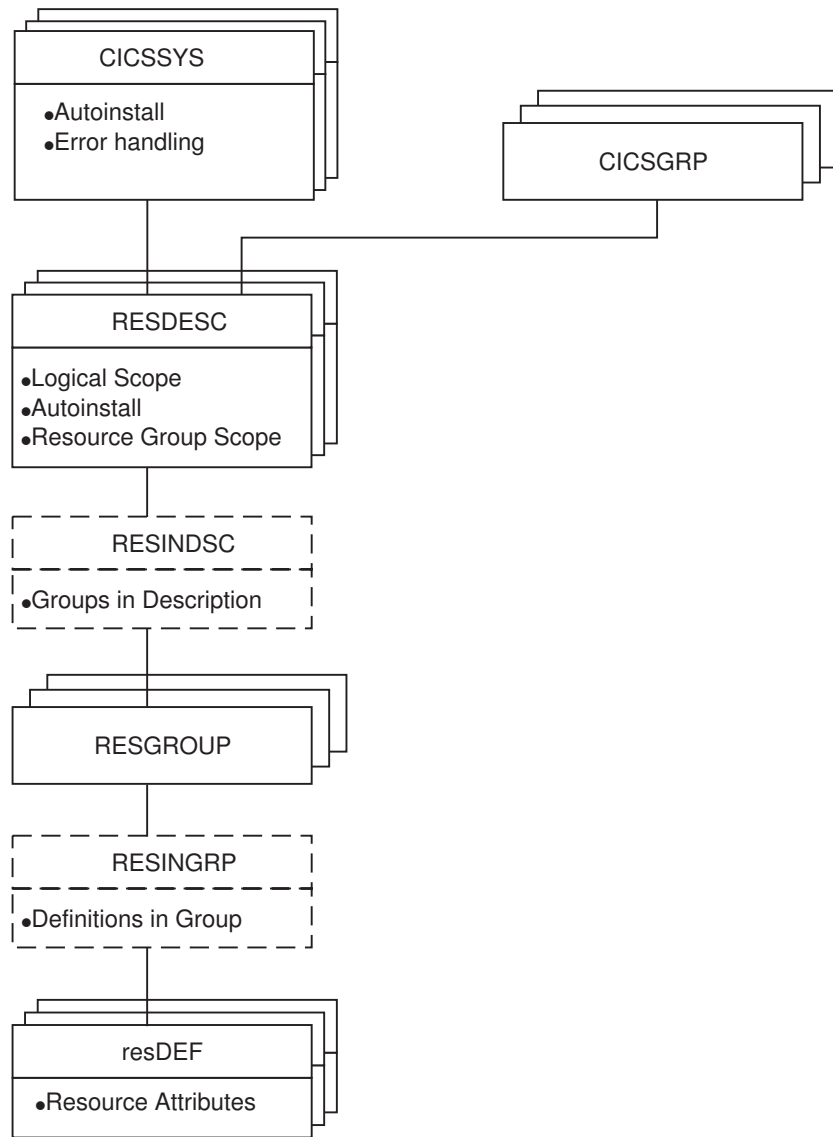 CICSSYS
●Autoinstall
●Error handling
CICSGRP
RESDESC
●Logical Scope
●Autoinstall
●Resource Group Scope
RESINDSC
●Groups in Description
RESGROUP
RESINGRP
●Definitions in Group
resDEF
●Resource Attributes